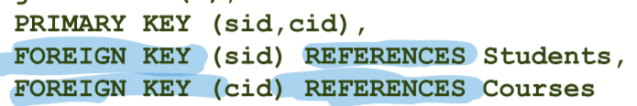 PRIMARY KEY (sid,cid),
FOREIGN KEY (sid) REFERENCES Students,
FOREIGN KEY (cid) REFERENCES Courses